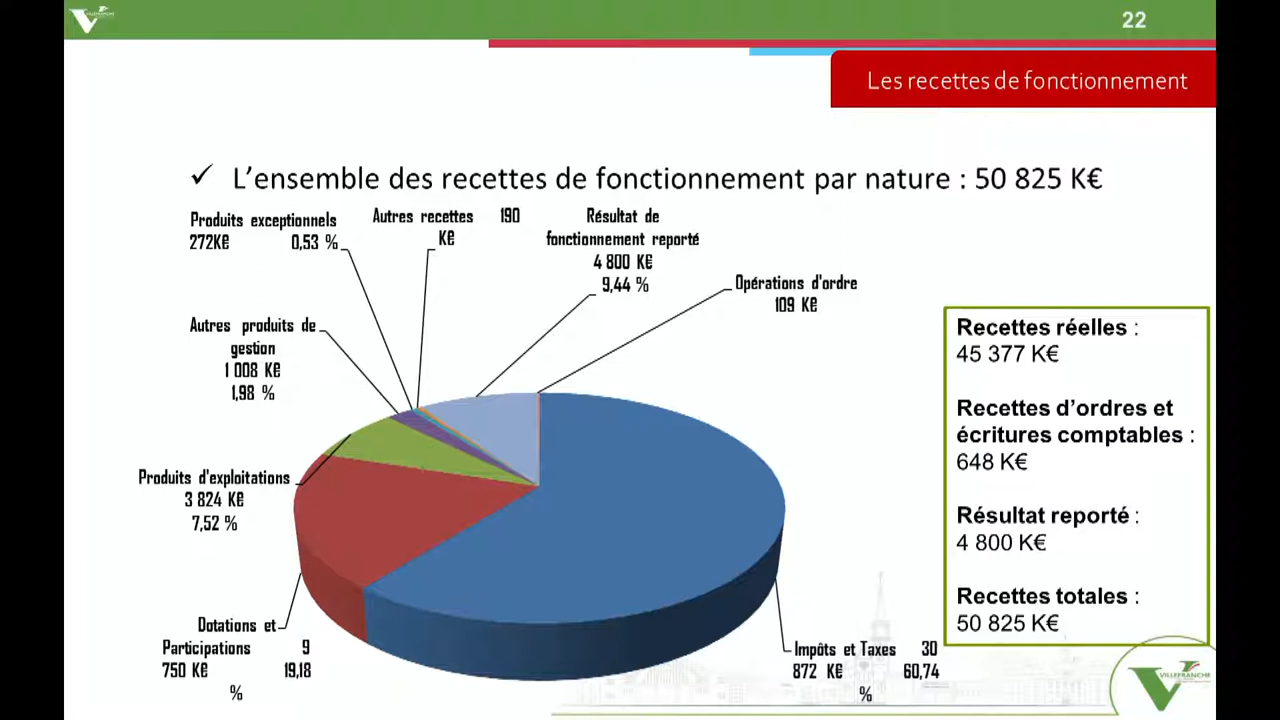 VILLEFRANCHE
22
Les recettes de fonctionnement
✓ L'ensemble des recettes de fonctionnement par nature : 50 825 K€
Produits exceptionnels
272K€ 0,53 %
Autres recettes 190
K€
Résultat de
fonctionnement reporté
4 800 K€
9,44 %
Opérations d'ordre
109 K€
Autres produits de
gestion
1 008 K€
1,98 %
Produits d'exploitations
3 824 K€
7,52 %
Dotations et
Participations 9
750 K€ 19,18
%
Impôts et Taxes 30
872 K€ 60,74
%
Recettes réelles :
45 377 K€
Recettes d'ordres et
écritures comptables :
648 K€
Résultat reporté :
4 800 K€
Recettes totales :
50 825 K€
VILLEFRANCHE